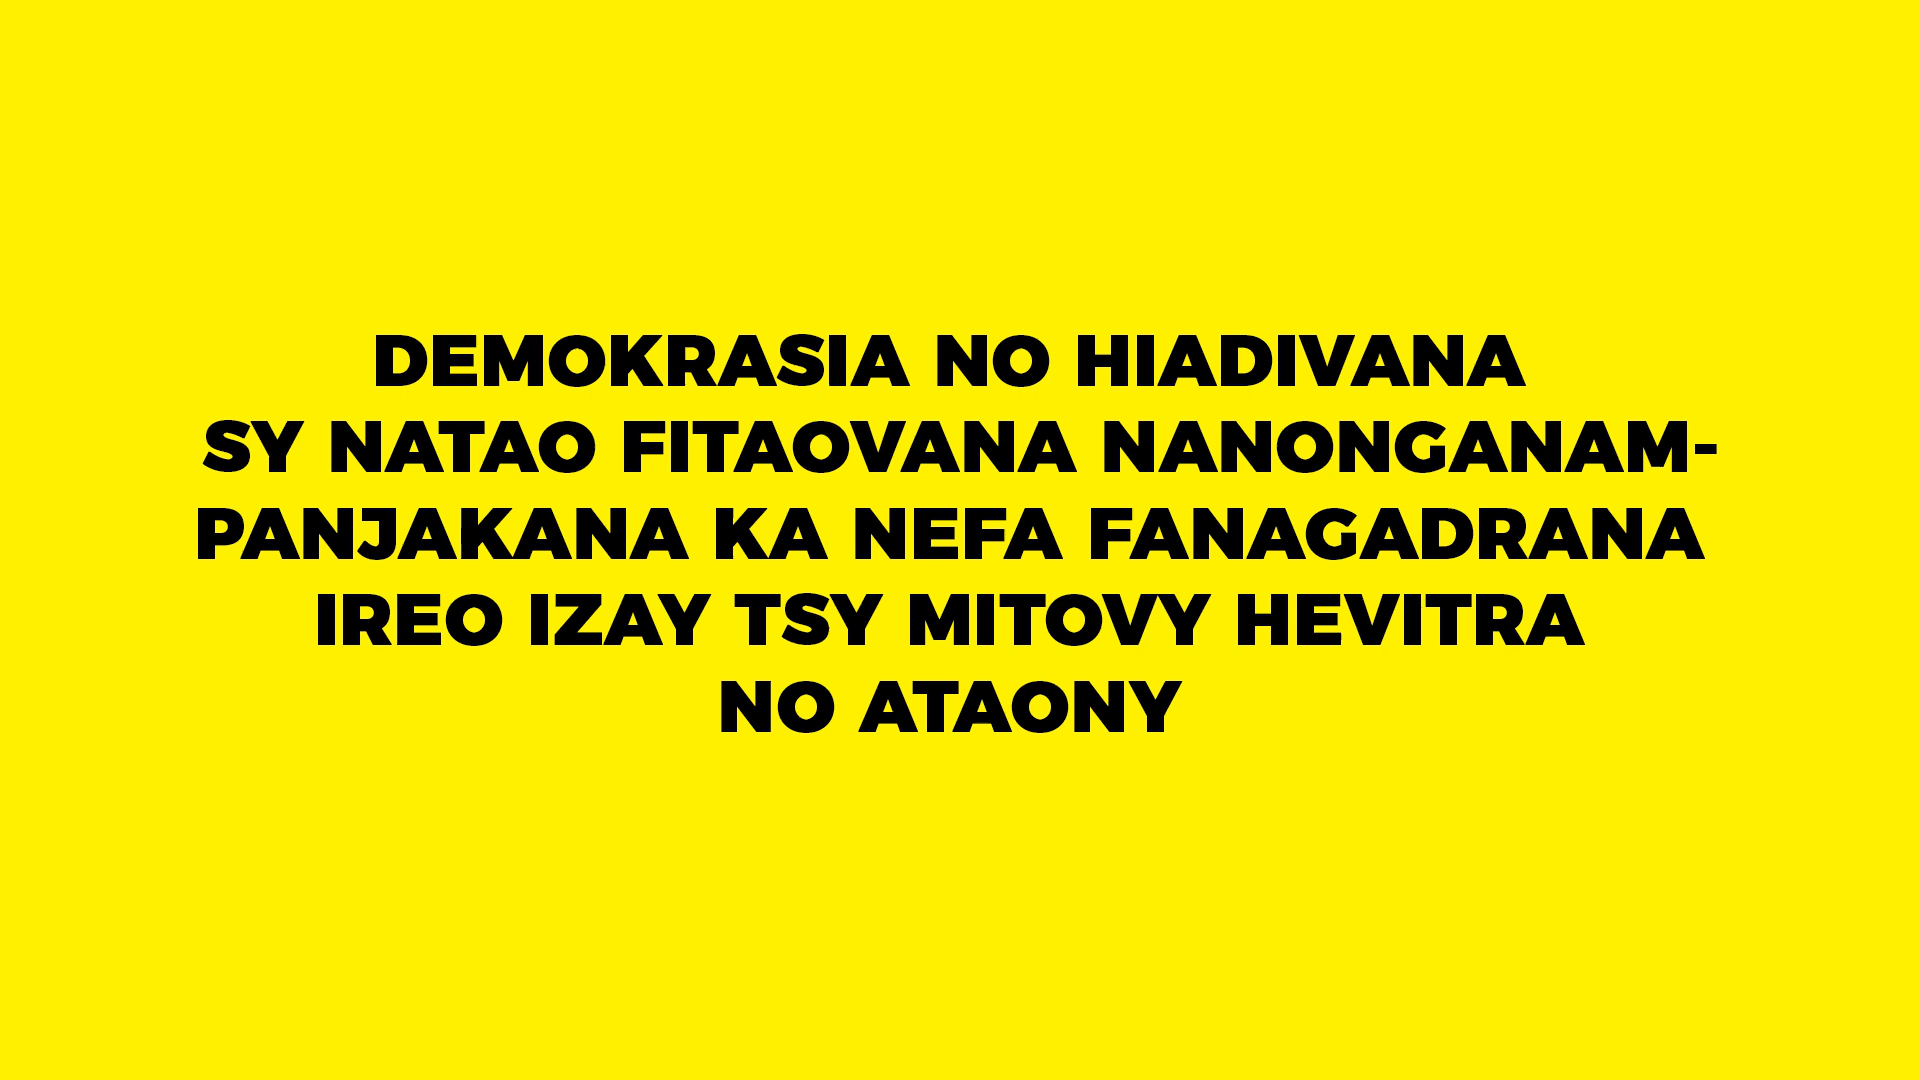 DEMOKRASIA NO HIADIVANA
SY NATAO FITAOVANA NANONGANAM-
PANJAKANA KA NEFA FANAGADRANA
IREO IZAY TSY MITOVY HEVITRA
NO ATAONY